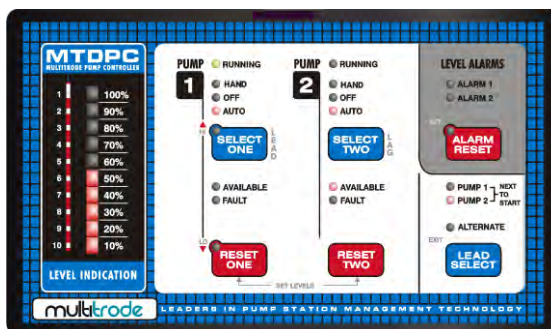 MTDPC
MULTITRODE PUMP CONTROLLER
1 100%
2 90%
3 80%
4 70%
5 60%
6 50%
7 40%
8 30%
9 20%
10 10%
LEVEL INDICATION
PUMP
1
RUNNING
HAND
OFF
AUTO
HI
SELECT
ONE
LEAD
AVAILABLE
FAULT
LO
RESET
ONE
PUMP
2
RUNNING
HAND
OFF
AUTO
SELECT
TWO
LAG
AVAILABLE
FAULT
RESET
TWO
SET LEVELS
LEVEL ALARMS
ALARM 1
ALARM 2
SET
ALARM
RESET
PUMP 1
PUMP 2
NEXT
TO
START
ALTERNATE
EXIT
LEAD
SELECT
multitrode
LEADERS IN PUMP STATION MANAGEMENT TECHNOLOGY